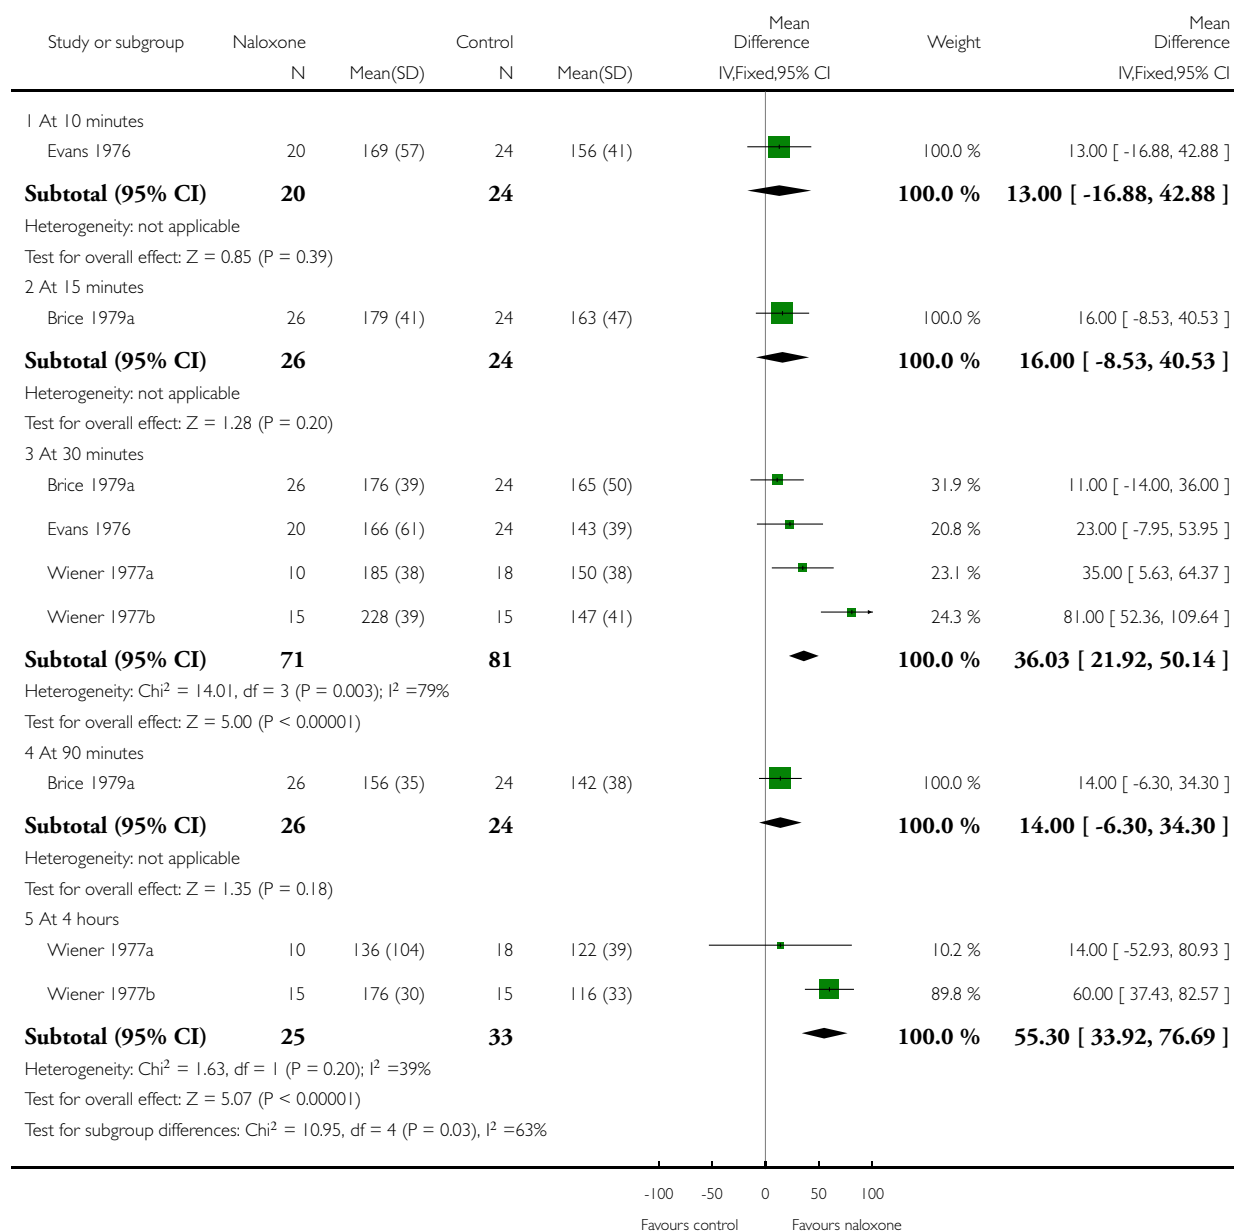 Study or subgroup Naloxone Control Mean Difference Weight Mean Difference
N Mean(SD) N Mean(SD) IV,Fixed,95% CI IV,Fixed,95% CI
1 At 10 minutes
Evans 1976 20 169 (57) 24 156 (41) 100.0 % 13.00 [ -16.88, 42.88 ]
Subtotal (95% CI) 20 24 100.0 % 13.00 [ -16.88, 42.88 ]
Heterogeneity: not applicable
Test for overall effect: Z = 0.85 (P = 0.39)
2 At 15 minutes
Brice 1979a 26 179 (41) 24 163 (47) 100.0 % 16.00 [ -8.53, 40.53 ]
Subtotal (95% CI) 26 24 100.0 % 16.00 [ -8.53, 40.53 ]
Heterogeneity: not applicable
Test for overall effect: Z = 1.28 (P = 0.20)
3 At 30 minutes
Brice 1979a 26 176 (39) 24 165 (50) 31.9 % 11.00 [ -14.00, 36.00 ]
Evans 1976 20 166 (61) 24 143 (39) 20.8 % 23.00 [ -7.95, 53.95 ]
Wiener 1977a 10 185 (38) 18 150 (38) 23.1 % 35.00 [ 5.63, 64.37 ]
Wiener 1977b 15 228 (39) 15 147 (41) 24.3 % 81.00 [ 52.36, 109.64 ]
Subtotal (95% CI) 71 81 100.0 % 36.03 [ 21.92, 50.14 ]
Heterogeneity: Chi² = 14.01, df = 3 (P = 0.003); I² =79%
Test for overall effect: Z = 5.00 (P < 0.00001)
4 At 90 minutes
Brice 1979a 26 156 (35) 24 142 (38) 100.0 % 14.00 [ -6.30, 34.30 ]
Subtotal (95% CI) 26 24 100.0 % 14.00 [ -6.30, 34.30 ]
Heterogeneity: not applicable
Test for overall effect: Z = 1.35 (P = 0.18)
5 At 4 hours
Wiener 1977a 10 136 (104) 18 122 (39) 10.2 % 14.00 [ -52.93, 80.93 ]
Wiener 1977b 15 176 (30) 15 116 (33) 89.8 % 60.00 [ 37.43, 82.57 ]
Subtotal (95% CI) 25 33 100.0 % 55.30 [ 33.92, 76.69 ]
Heterogeneity: Chi² = 1.63, df = 1 (P = 0.20); I² =39%
Test for overall effect: Z = 5.07 (P < 0.00001)
Test for subgroup differences: Chi² = 10.95, df = 4 (P = 0.03), I² =63%
-100 -50 0 50 100
Favours control Favours naloxone